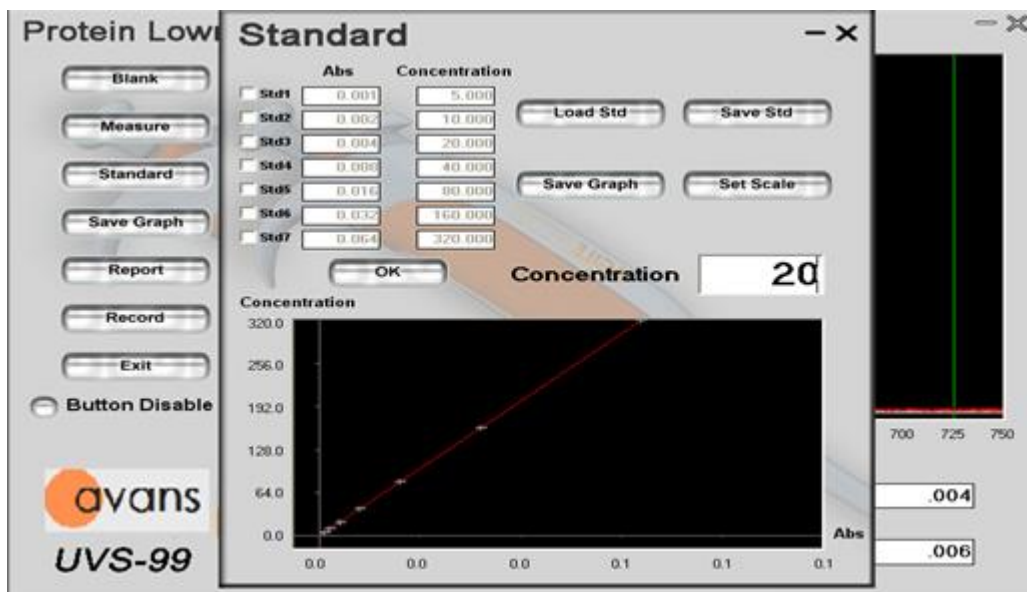 Protein Low
Blank
Measure
Standard
Save Graph
Report
Record
Exit
Button Disable
avans
UVS-99
Standard
Abs Concentration
Std1 0.001 5.000
Std2 0.002 10.000
Std3 0.004 20.000
Std4 0.008 40.000
Std5 0.016 80.000
Std6 0.032 160.000
Std7 0.064 320.000
Load Std Save Std
Save Graph Set Scale
OK
Concentration 20
Concentration
320.0
256.0
192.0
128.0
64.0
0.0
Abs
0.0 0.0 0.0 0.1 0.1 0.1
700 725 750
.004
.006